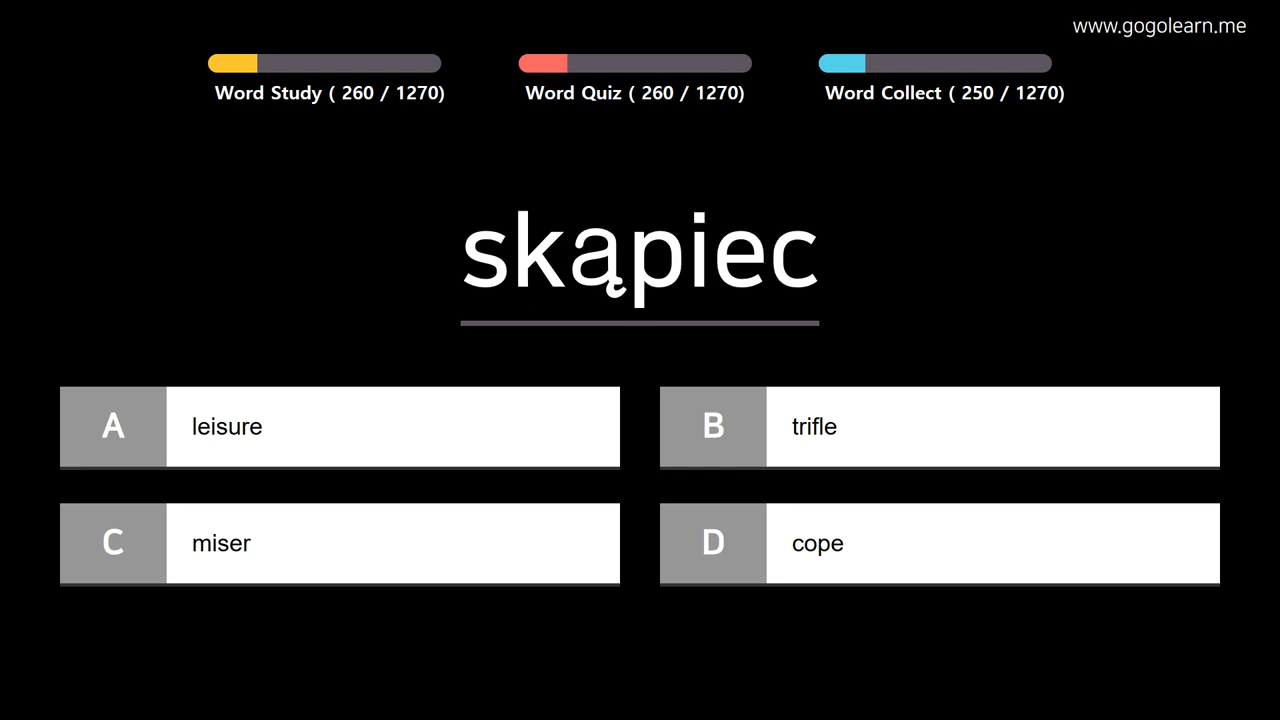 www.gogolearn.me
Word Study ( 260 / 1270)
Word Quiz ( 260 / 1270)
Word Collect ( 250 / 1270)
skąpiec
A leisure
B trifle
C miser
D cope